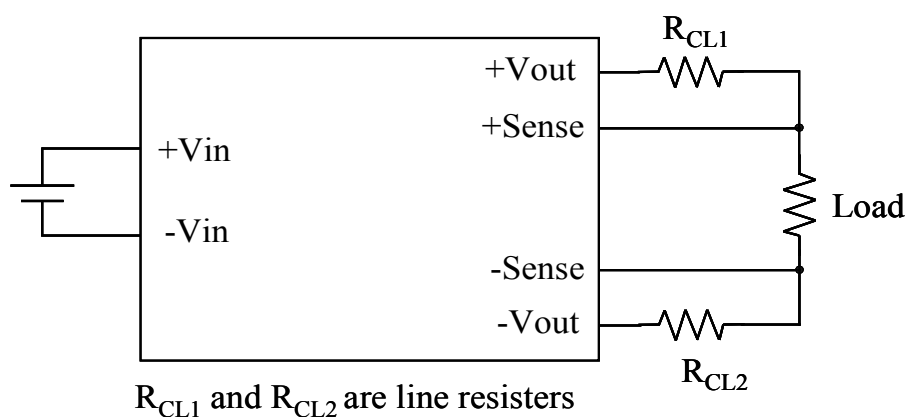 R_CL1
+Vout
+Sense
+Vin
-Vin
Load
-Sense
-Vout
R_CL2
R_CL1 and R_CL2 are line resisters